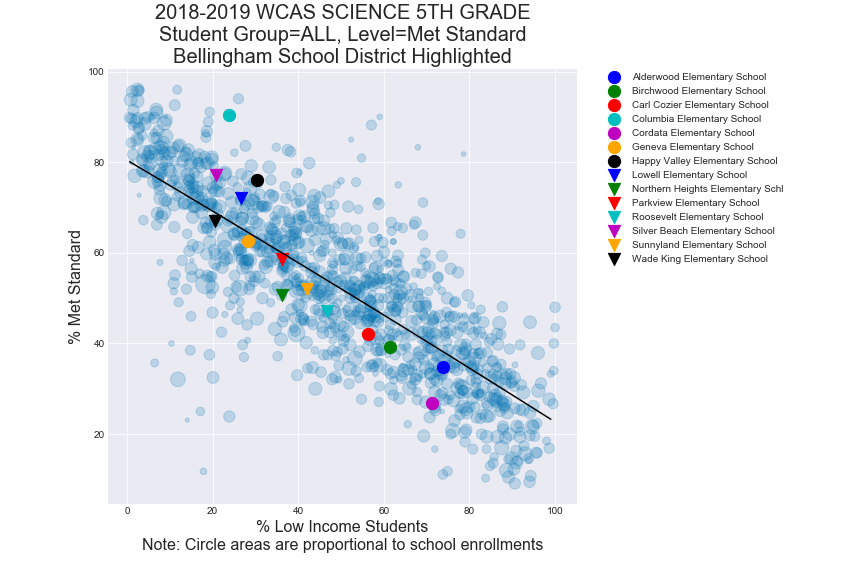 2018-2019 WCAS SCIENCE 5TH GRADE
Student Group=ALL, Level=Met Standard
Bellingham School District Highlighted
100
80
60
40
20
% Met Standard
0 20 40 60 80 100
% Low Income Students
Note: Circle areas are proportional to school enrollments
Alderwood Elementary School
Birchwood Elementary School
Carl Cozier Elementary School
Columbia Elementary School
Cordata Elementary School
Geneva Elementary School
Happy Valley Elementary School
Lowell Elementary School
Northern Heights Elementary Schl
Parkview Elementary School
Roosevelt Elementary School
Silver Beach Elementary School
Sunnyland Elementary School
Wade King Elementary School